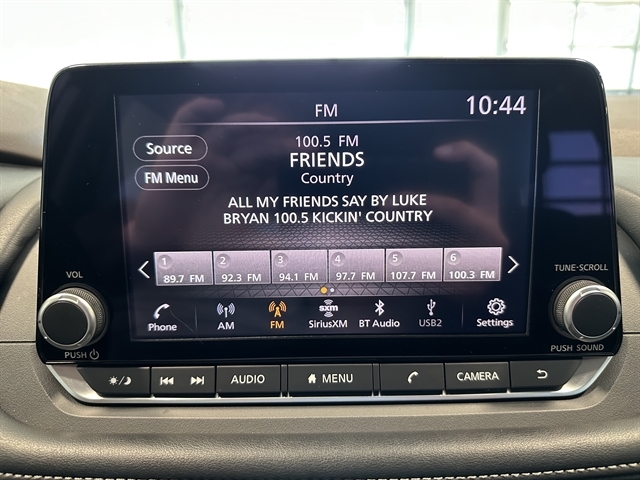 FM
10:44
Source
100.5 FM
FRIENDS
FM Menu
Country
ALL MY FRIENDS SAY BY LUKE
BRYAN 100.5 KICKIN' COUNTRY
1 2 3 4 5 6
89.7 FM 92.3 FM 94.1 FM 97.7 FM 107.7 FM 100.3 FM
VOL
TUNE·SCROLL
sxm
Phone AM FM SiriusXM BT Audio USB2 Settings
PUSH
PUSH SOUND
AUDIO MENU CAMERA